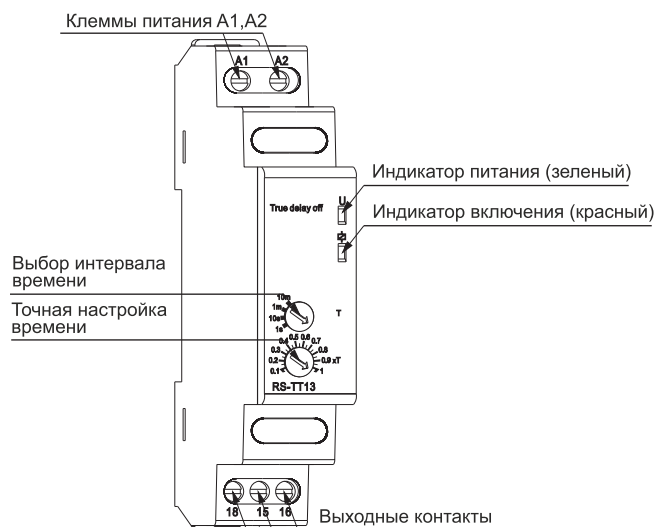 Клеммы питания А1,А2
A1 A2
Индикатор питания (зеленый)
True delay off U
Индикатор включения (красный)
Выбор интервала
времени
10m
1m
10s
1s
T
Точная настройка
времени
0.1 0.2 0.3 0.4 0.5 0.6 0.7 0.8 0.9 xT 1
RS-TT13
18 15 16
Выходные контакты